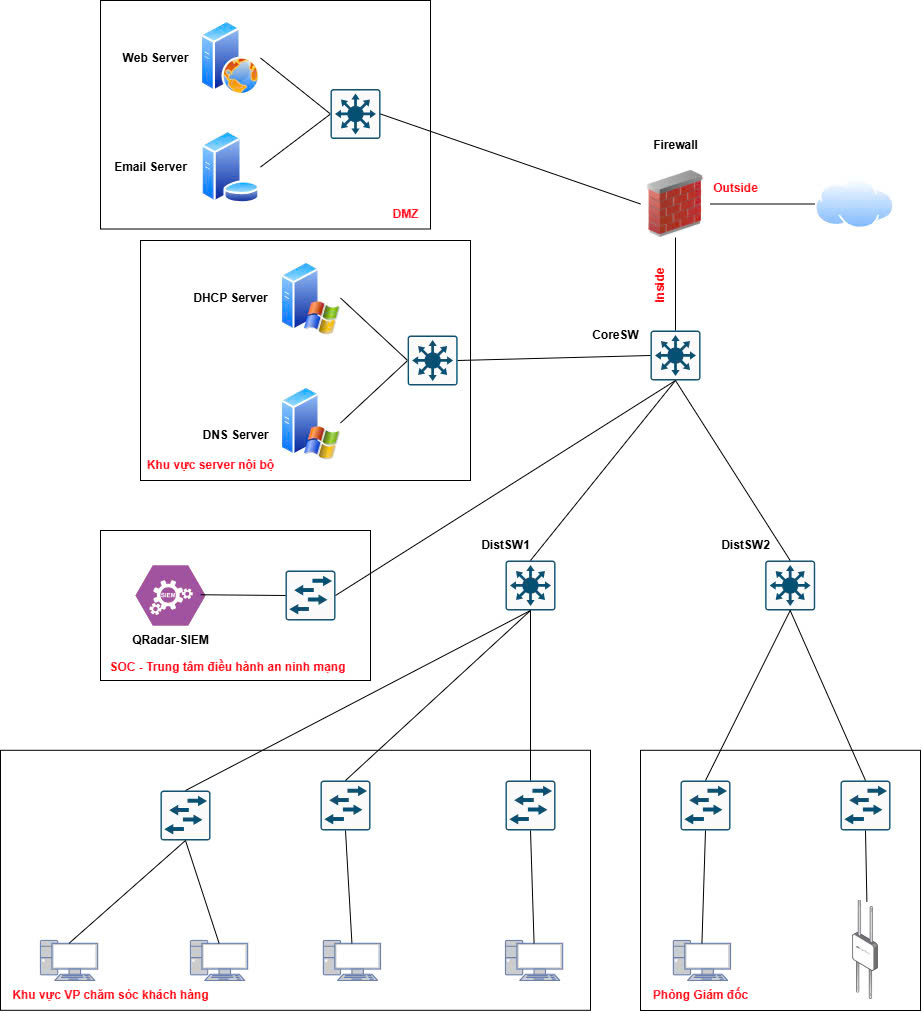 Web Server
Email Server
DMZ
Firewall
Outside
Inside
DHCP Server
DNS Server
Khu vực server nội bộ
CoreSW
DistSW1
DistSW2
SIEM
QRadar-SIEM
SOC - Trung tâm điều hành an ninh mạng
Khu vực VP chăm sóc khách hàng
Phòng Giám đốc